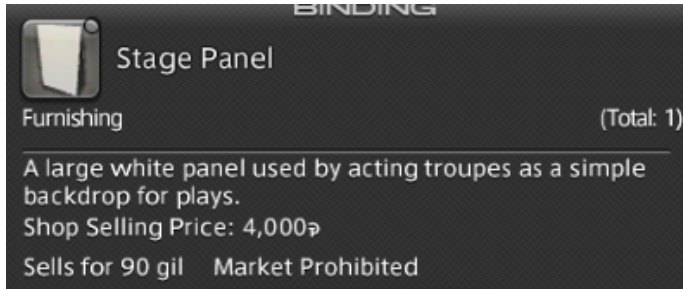 BINDING
Stage Panel
Furnishing (Total: 1)
A large white panel used by acting troupes as a simple
backdrop for plays.
Shop Selling Price: 4,000
Sells for 90 gil Market Prohibited